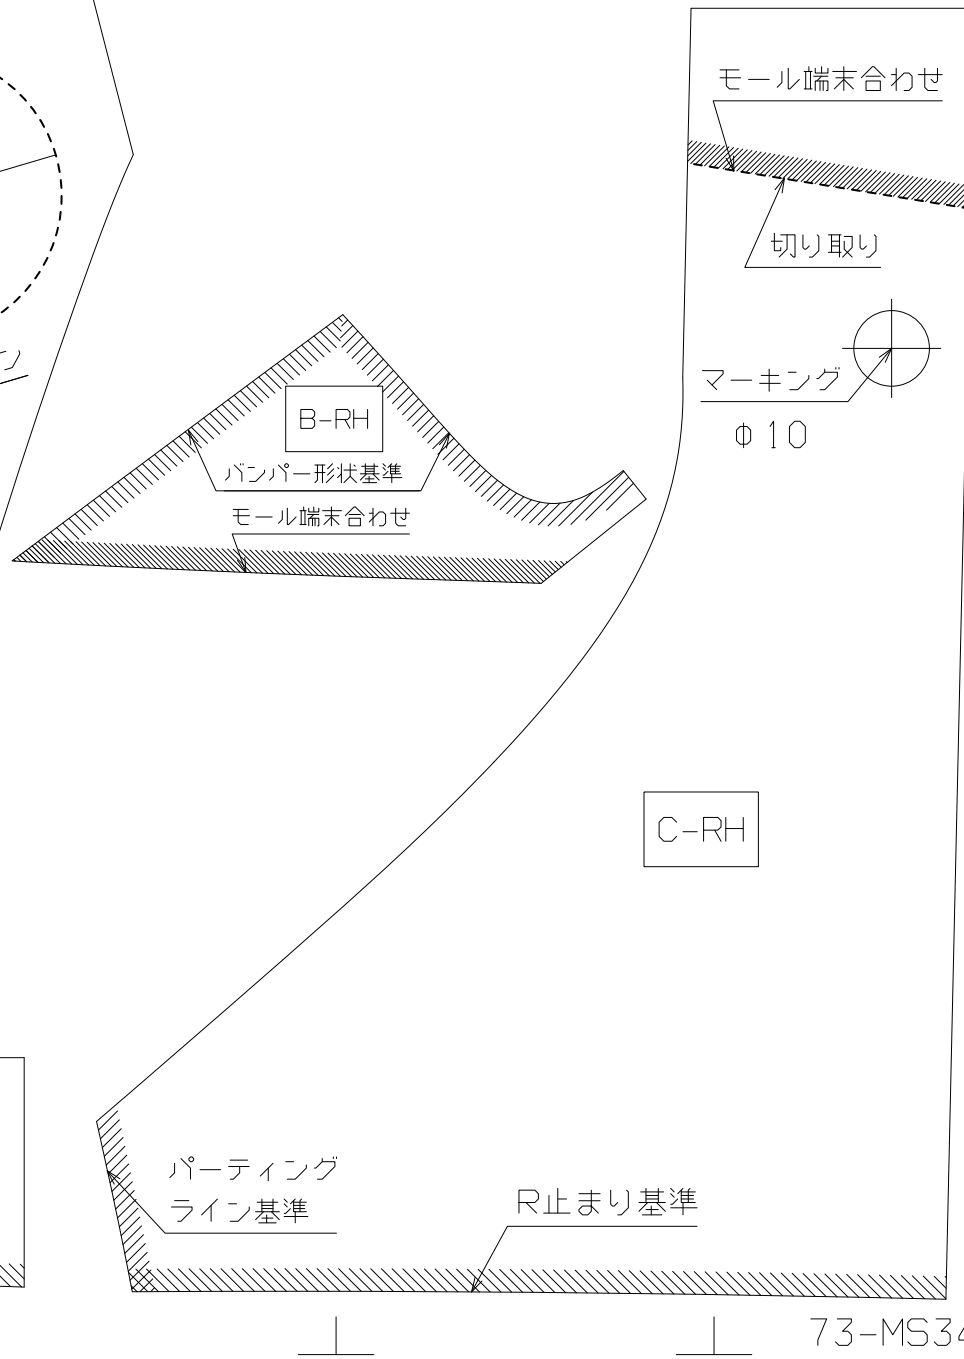 モール端末合わせ
切り取り
マーキング
φ10
B-RH
バンパー形状基準
モール端末合わせ
C-RH
パーティング
ライン基準
R止まり基準
73-MS34